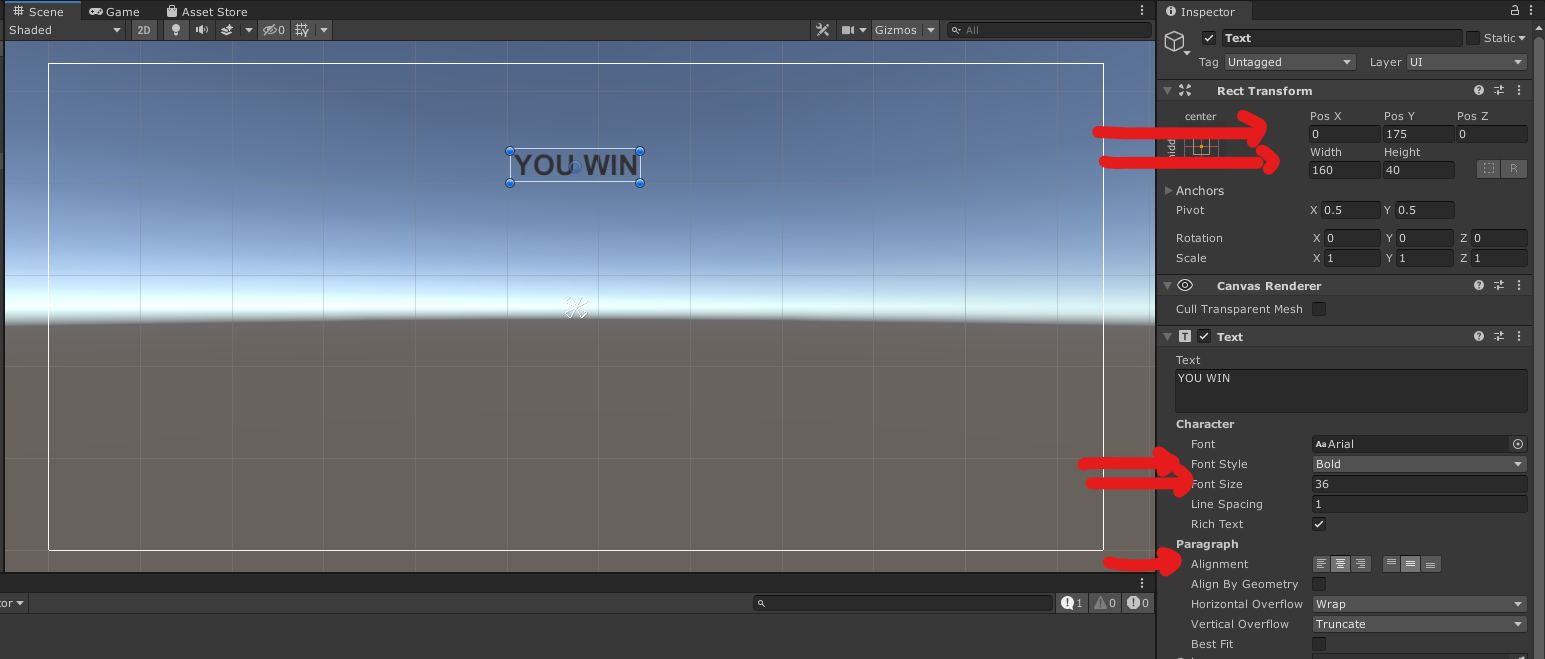 Scene Game Asset Store
Inspector
Shaded 2D 0 Gizmos All
Text Static
Tag Untagged Layer UI
Rect Transform
center
Pos X Pos Y Pos Z
0 175 0
Width Height
160 40 R
Anchors
Pivot X 0.5 Y 0.5
Rotation X 0 Y 0 Z 0
Scale X 1 Y 1 Z 1
Canvas Renderer
Cull Transparent Mesh
T Text
Text
YOU WIN
Character
Font Aa Arial
Font Style Bold
Font Size 36
Line Spacing 1
Rich Text
Paragraph
Alignment
Align By Geometry
Horizontal Overflow Wrap
Vertical Overflow Truncate
Best Fit
YOU WIN
1 0 0